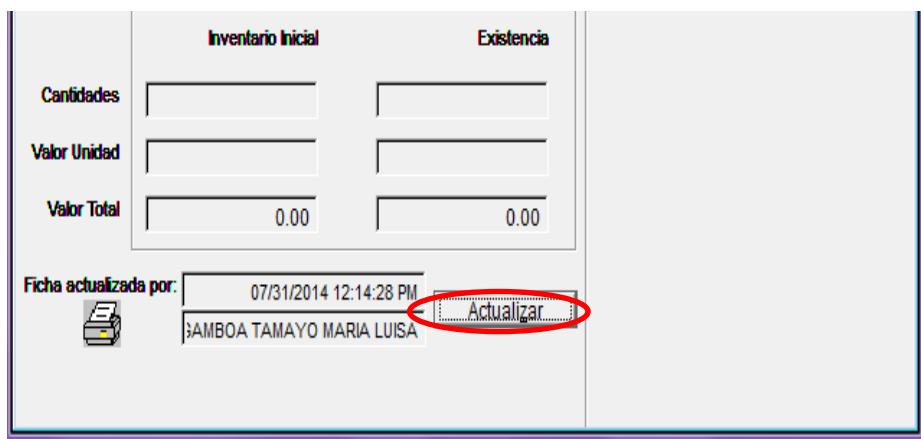 Inventario Inicial Existencia
Cantidades
Valor Unidad
Valor Total 0.00 0.00
Ficha actualizada por: 07/31/2014 12:14:28 PM
Actualizar
GAMBOA TAMAYO MARIA LUISA